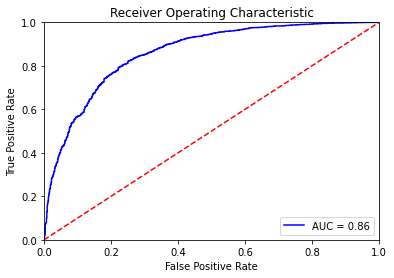 Receiver Operating Characteristic
True Positive Rate
1.0
0.8
0.6
0.4
0.2
0.0
AUC = 0.86
0.0 0.2 0.4 0.6 0.8 1.0
False Positive Rate